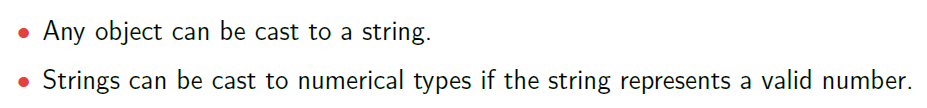 • Any object can be cast to a string.
• Strings can be cast to numerical types if the string represents a valid number.